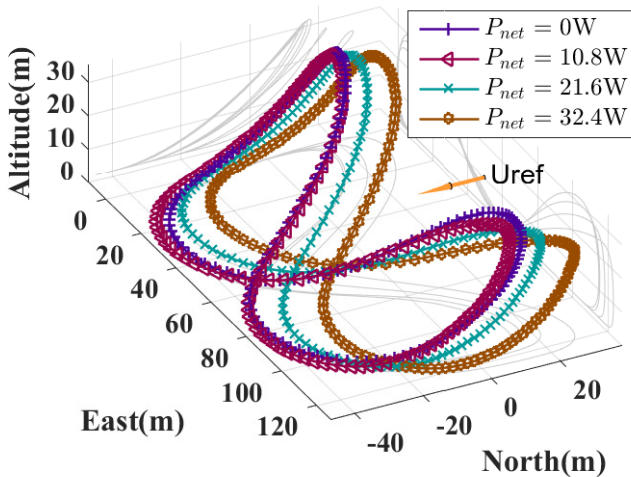 P_net = 0W
P_net = 10.8W
P_net = 21.6W
P_net = 32.4W
Altitude(m)
30
20
10
0
Uref
0
20
40
60
80
100
120
East(m)
-40
-20
0
20
North(m)